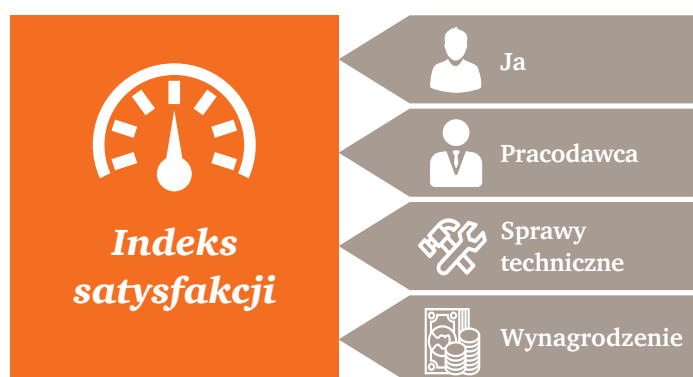 Indeks
satysfakcji
Ja
Pracodawca
Sprawy
techniczne
Wynagrodzenie